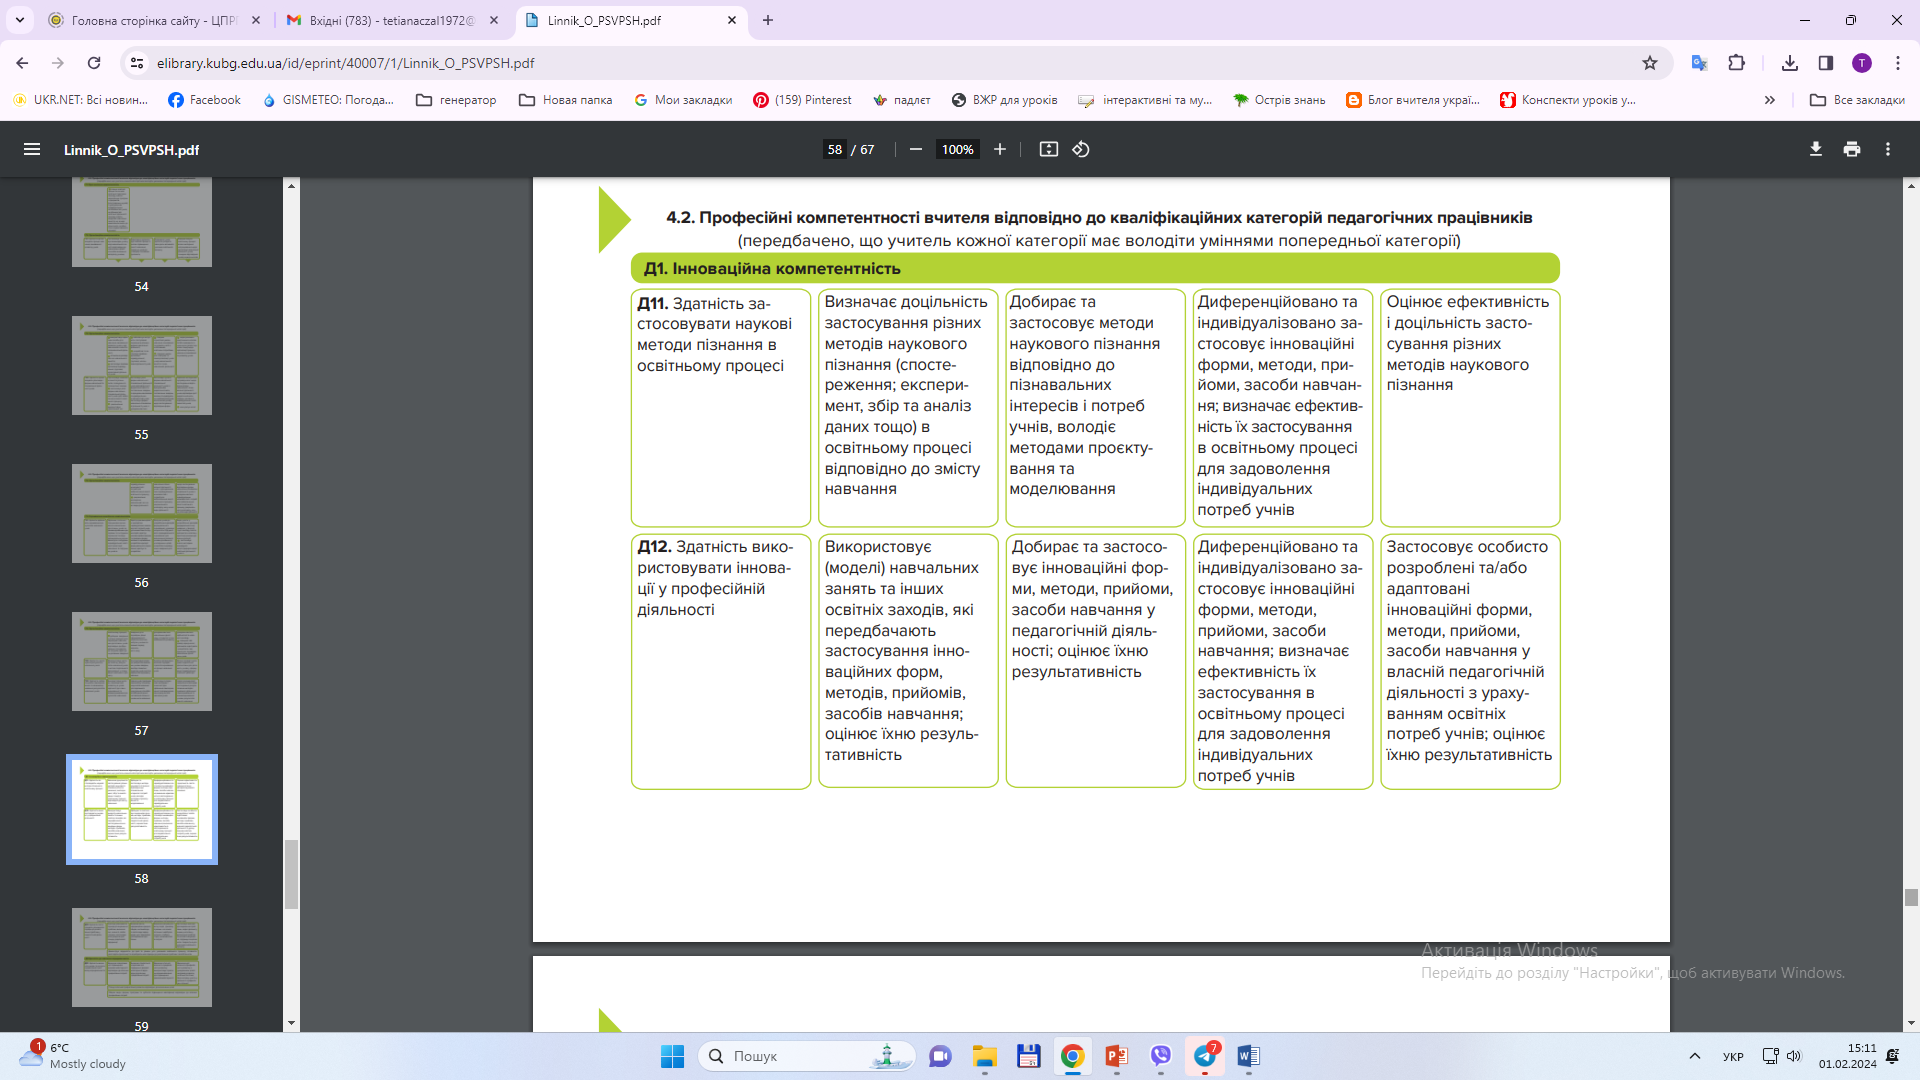 Головна сторінка сайту - ЦПРП
Вхідні (783) - tetianaczal1972@
Linnik_O_PSVPSH.pdf
elibrary.kubg.edu.ua/id/eprint/40007/1/Linnik_O_PSVPSH.pdf
T
UKR.NET: Всі новин...
Facebook
GISMETEO: Погода...
генератор
Новая папка
Мои закладки
(159) Pinterest
падлєт
ВЖР для уроків
інтерактивні та му...
Острів знань
Блог вчителя украї...
Конспекти уроків у...
Все закладки
Linnik_O_PSVPSH.pdf
58 / 67
100%
54
55
56
57
58
59
4.2. Професійні компетентності вчителя відповідно до кваліфікаційних категорій педагогічних працівників
(передбачено, що учитель кожної категорії має володіти уміннями попередньої категорії)
Д1. Інноваційна компетентність
Д11. Здатність за-
стосовувати наукові
методи пізнання в
освітньому процесі
Визначає доцільність
застосування різних
методів наукового
пізнання (спосте-
реження; експери-
мент, збір та аналіз
даних тощо) в
освітньому процесі
відповідно до змісту
навчання
Добирає та
застосовує методи
наукового пізнання
відповідно до
пізнавальних
інтересів і потреб
учнів, володіє
методами проєкту-
вання та
моделювання
Диференційовано та
індивідуалізовано за-
стосовує інноваційні
форми, методи, при-
йоми, засоби навчан-
ня; визначає ефектив-
ність їх застосування
в освітньому процесі
для задоволення
індивідуальних
потреб учнів
Оцінює ефективність
і доцільність засто-
сування різних
методів наукового
пізнання
Д12. Здатність вико-
ристовувати іннова-
ції у професійній
діяльності
Використовує
(моделі) навчальних
занять та інших
освітніх заходів, які
передбачають
застосування інно-
ваційних форм,
методів, прийомів,
засобів навчання;
оцінює їхню резуль-
тативність
Добирає та застосо-
вує інноваційні фор-
ми, методи, прийоми,
засоби навчання у
педагогічній діяль-
ності; оцінює їхню
результативність
Диференційовано та
індивідуалізовано за-
стосовує інноваційні
форми, методи,
прийоми, засоби
навчання; визначає
ефективність їх
застосування в
освітньому процесі
для задоволення
індивідуальних
потреб учнів
Застосовує особисто
розроблені та/або
адаптовані
інноваційні форми,
методи, прийоми,
засоби навчання у
власній педагогічній
діяльності з ураху-
ванням освітніх
потреб учнів; оцінює
їхню результативність
Активація Windows
Перейдіть до розділу "Настройки", щоб активувати Windows.
1
6°C
Mostly cloudy
Пошук
7
УКР
15:11
01.02.2024